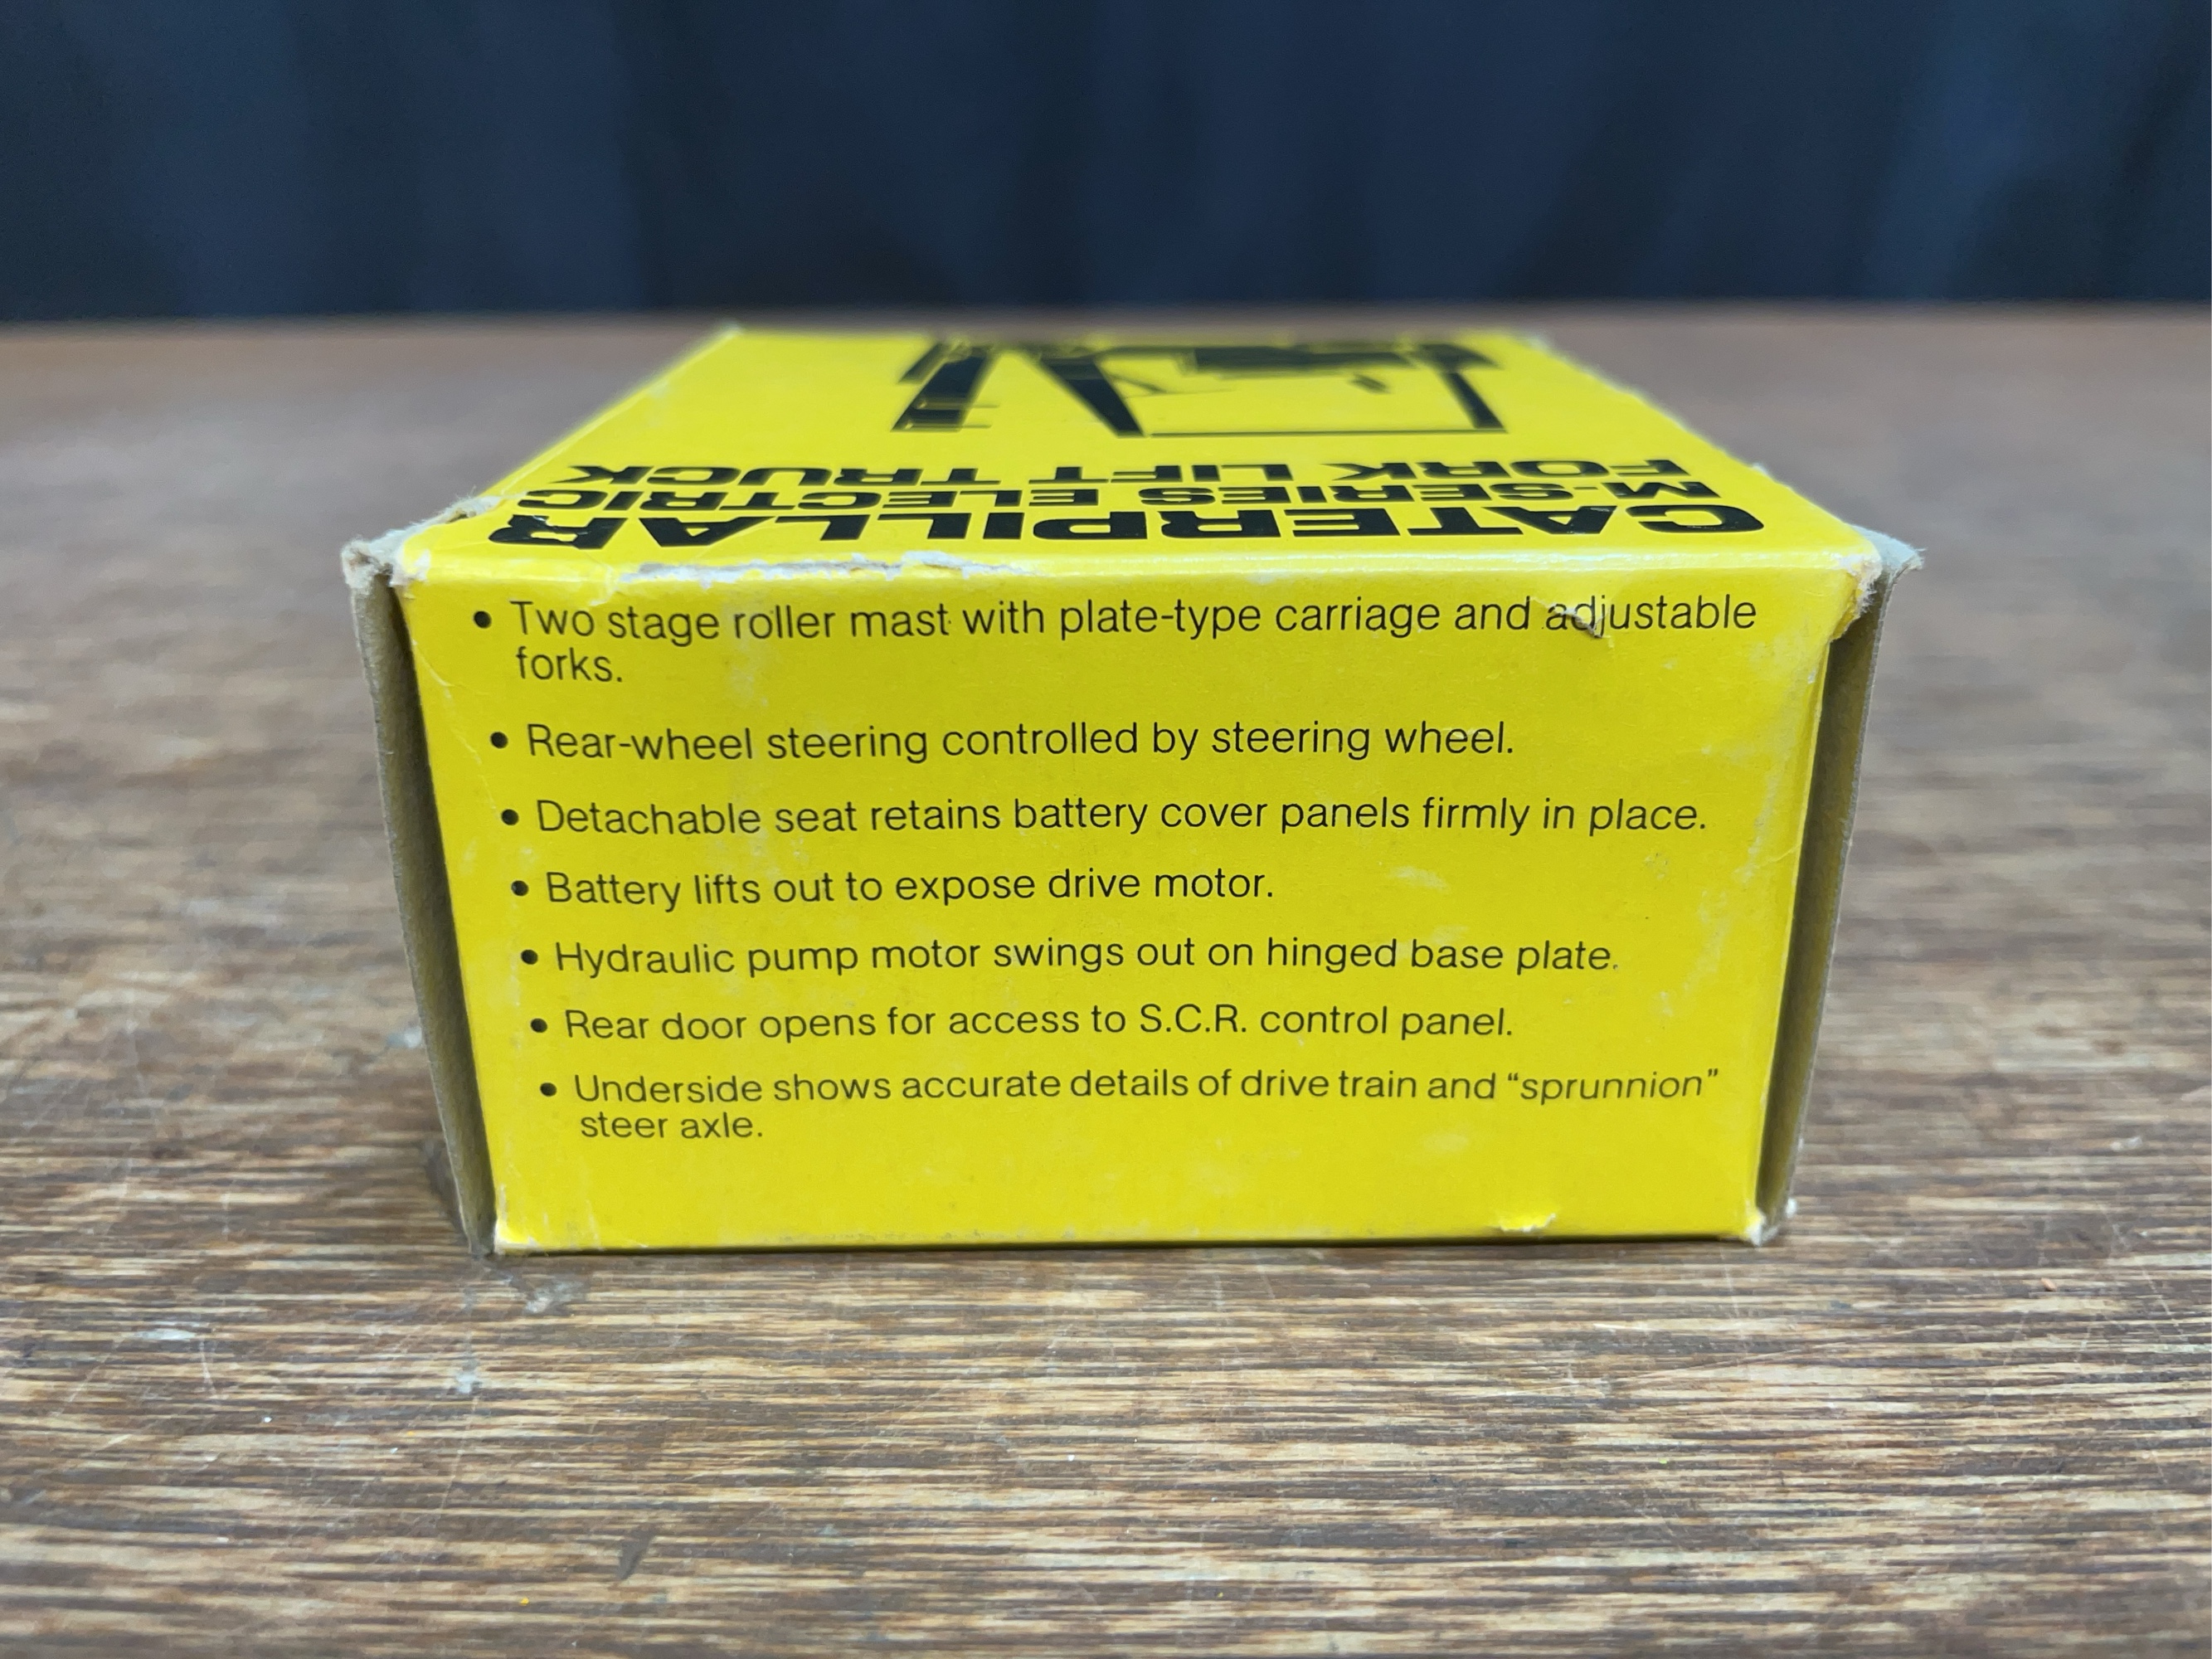 CATERPILLAR
M-SERIES ELECTRIC
FORK LIFT TRUCK
• Two stage roller mast with plate-type carriage and adjustable
forks.
• Rear-wheel steering controlled by steering wheel.
• Detachable seat retains battery cover panels firmly in place.
• Battery lifts out to expose drive motor.
• Hydraulic pump motor swings out on hinged base plate.
• Rear door opens for access to S.C.R. control panel.
• Underside shows accurate details of drive train and “sprunnion”
steer axle.